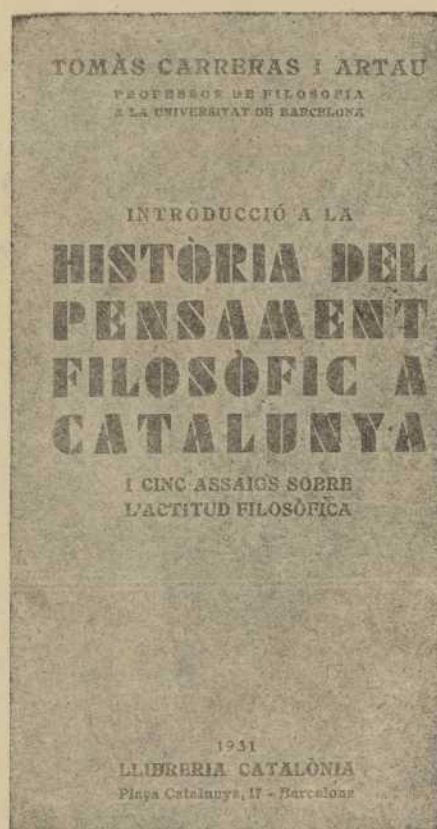 TOMÀS CARRERAS I ARTAU
PROFESSOR DE FILOSOFIA
A LA UNIVERSITAT DE BARCELONA
INTRODUCCIÓ A LA
HISTÒRIA DEL
PENSAMENT
FILOSÒFIC A
CATALUNYA
I CINC ASSAIGS SOBRE
L'ACTITUD FILOSÒFICA
1931
LLIBRERIA CATALÒNIA
Plaça Catalunya, 17 - Barcelona